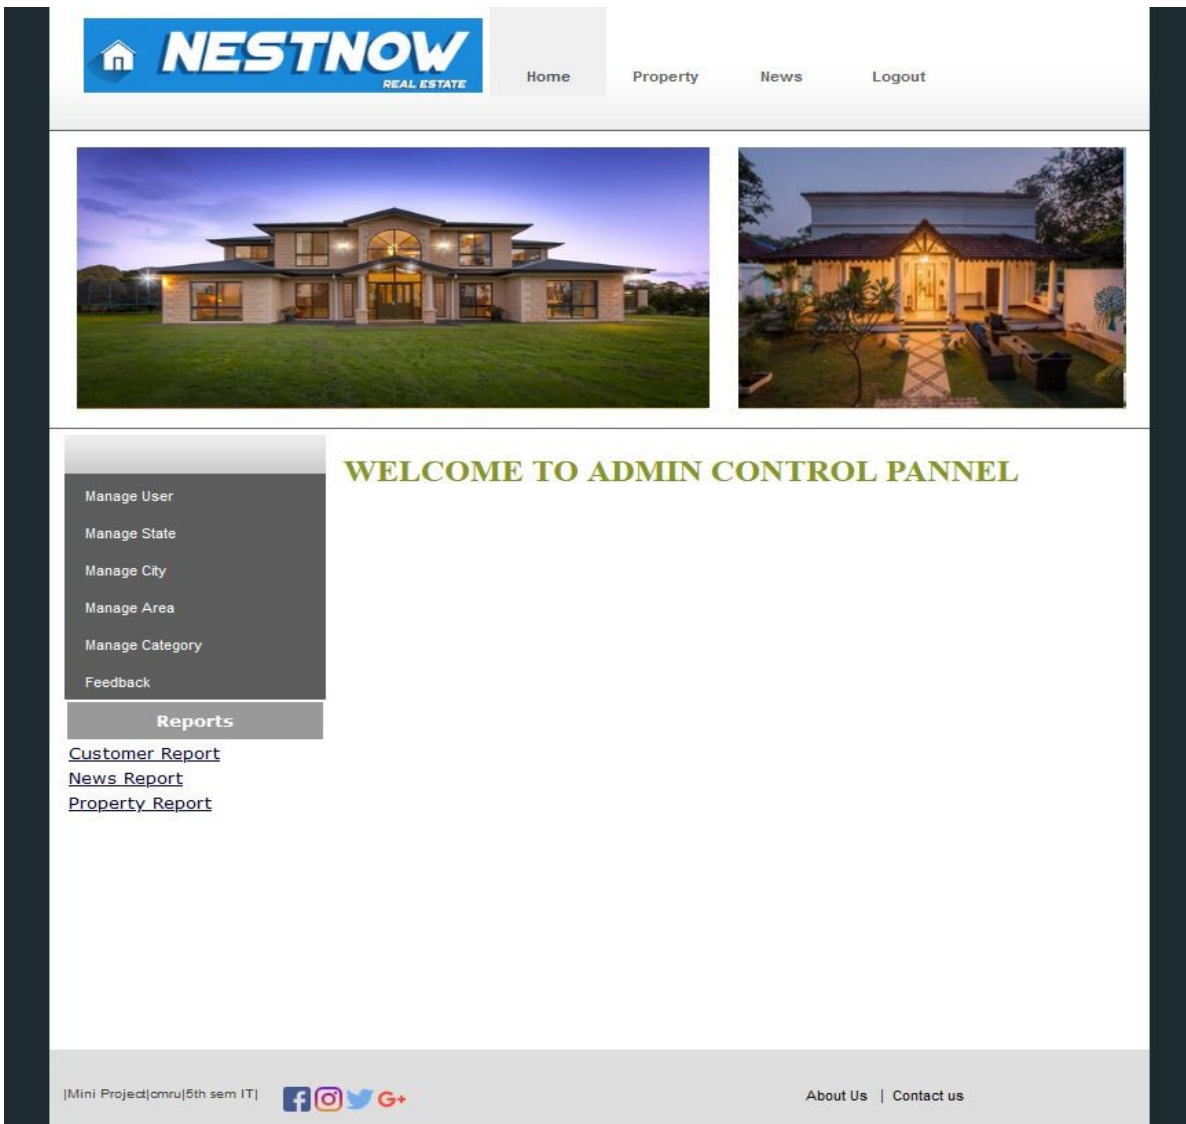 NESTNOW
REAL ESTATE
Home Property News Logout
WELCOME TO ADMIN CONTROL PANNEL
Manage User
Manage State
Manage City
Manage Area
Manage Category
Feedback
Reports
Customer Report
News Report
Property Report
|Mini Project|cmru|5th sem IT| f G+ About Us | Contact us